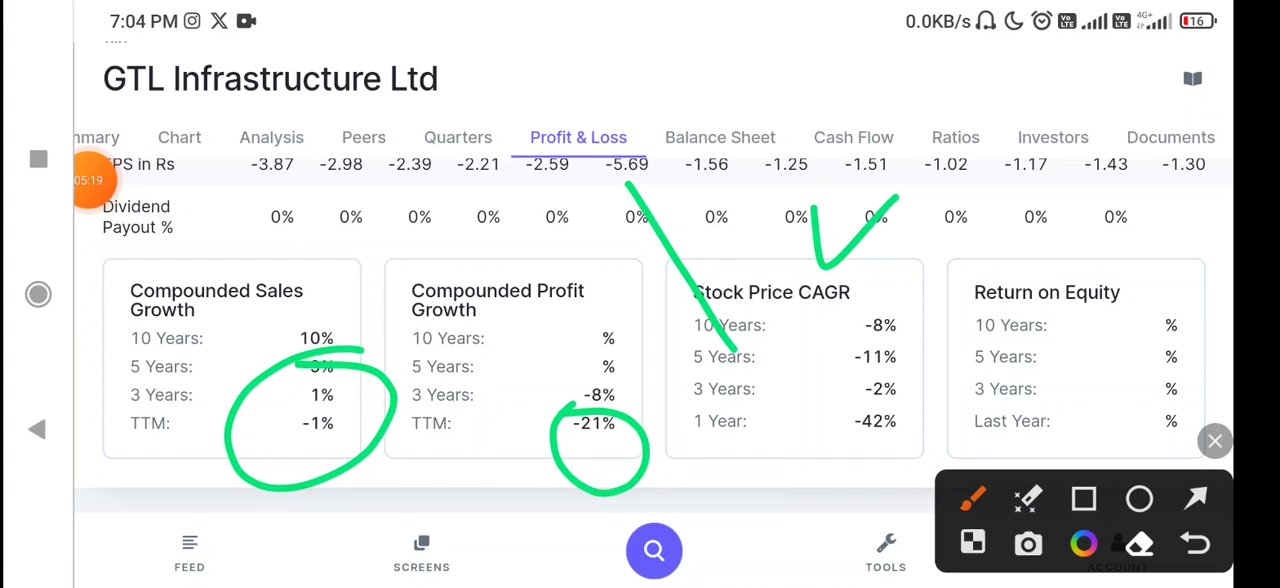 7:04 PM
0.0KB/s
Vo LTE
Vo LTE
4G+
16
GTL Infrastructure Ltd
Chart Analysis Peers Quarters Profit & Loss Balance Sheet Cash Flow Ratios Investors Documents
in Rs -3.87 -2.98 -2.39 -2.21 -2.59 -5.69 -1.56 -1.25 -1.51 -1.02 -1.17 -1.43 -1.30
05:19
Dividend
Payout % 0% 0% 0% 0% 0% 0% 0% 0% 0% 0% 0% 0%
Compounded Sales
Growth
10 Years: 10%
5 Years:
3 Years: 1%
TTM: -1%
Compounded Profit
Growth
10 Years: %
5 Years: %
3 Years: -8%
TTM: -21%
Stock Price CAGR
10 Years: -8%
5 Years: -11%
3 Years: -2%
1 Year: -42%
Return on Equity
10 Years: %
5 Years: %
3 Years: %
Last Year: %
FEED
SCREENS
TOOLS
ACCOUNT